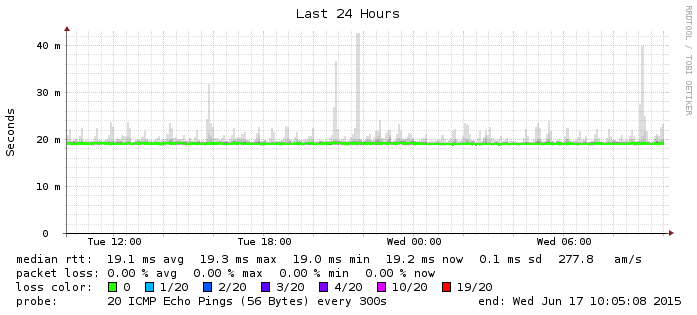 Last 24 Hours
RRDTOOL / TOBI OETIKER
Seconds
40 m
30 m
20 m
10 m
0
Tue 12:00 Tue 18:00 Wed 00:00 Wed 06:00
median rtt: 19.1 ms avg 19.3 ms max 19.0 ms min 19.2 ms now 0.1 ms sd 277.8 am/s
packet loss: 0.00 % avg 0.00 % max 0.00 % min 0.00 % now
loss color: 0 1/20 2/20 3/20 4/20 10/20 19/20
probe: 20 ICMP Echo Pings (56 Bytes) every 300s end: Wed Jun 17 10:05:08 2015